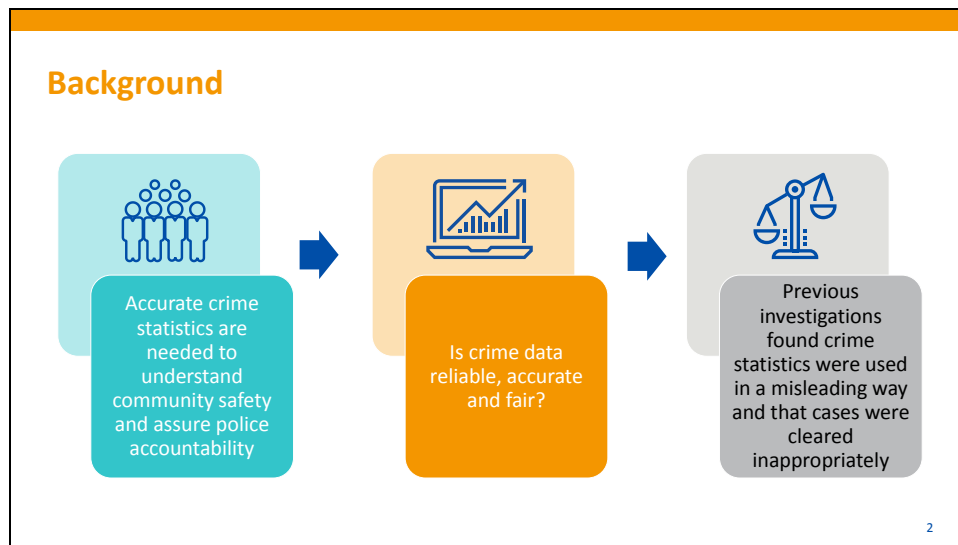 Background
Accurate crime
statistics are
needed to
understand
community safety
and assure police
accountability
Is crime data
reliable, accurate
and fair?
Previous
investigations
found crime
statistics were used
in a misleading way
and that cases were
cleared
inappropriately
2